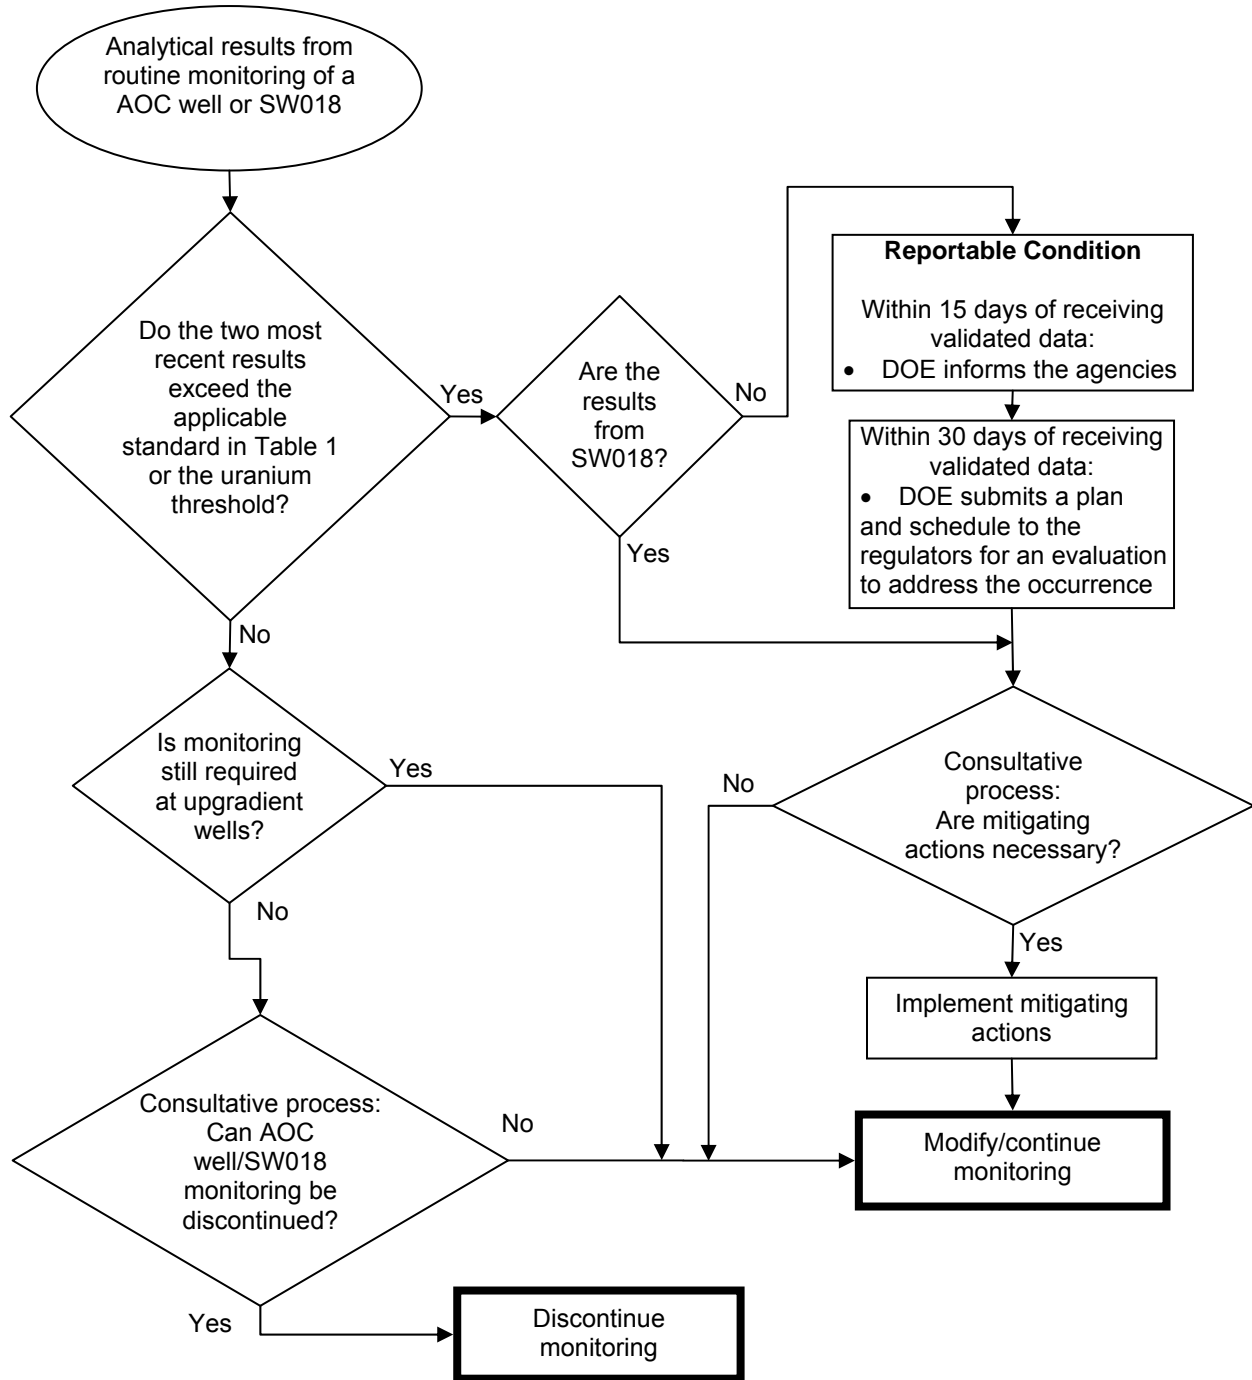 Analytical results from
routine monitoring of a
AOC well or SW018
Do the two most
recent results
exceed the
applicable
standard in Table 1
or the uranium
threshold?
Yes
No
Are the
results
from
SW018?
No
Yes
Reportable Condition
Within 15 days of receiving
validated data:
• DOE informs the agencies
Within 30 days of receiving
validated data:
• DOE submits a plan
and schedule to the
regulators for an evaluation
to address the occurrence
Is monitoring
still required
at upgradient
wells?
Yes
No
Consultative
process:
Are mitigating
actions necessary?
No
Yes
Implement mitigating
actions
Consultative process:
Can AOC
well/SW018
monitoring be
discontinued?
No
Yes
Modify/continue
monitoring
Discontinue
monitoring